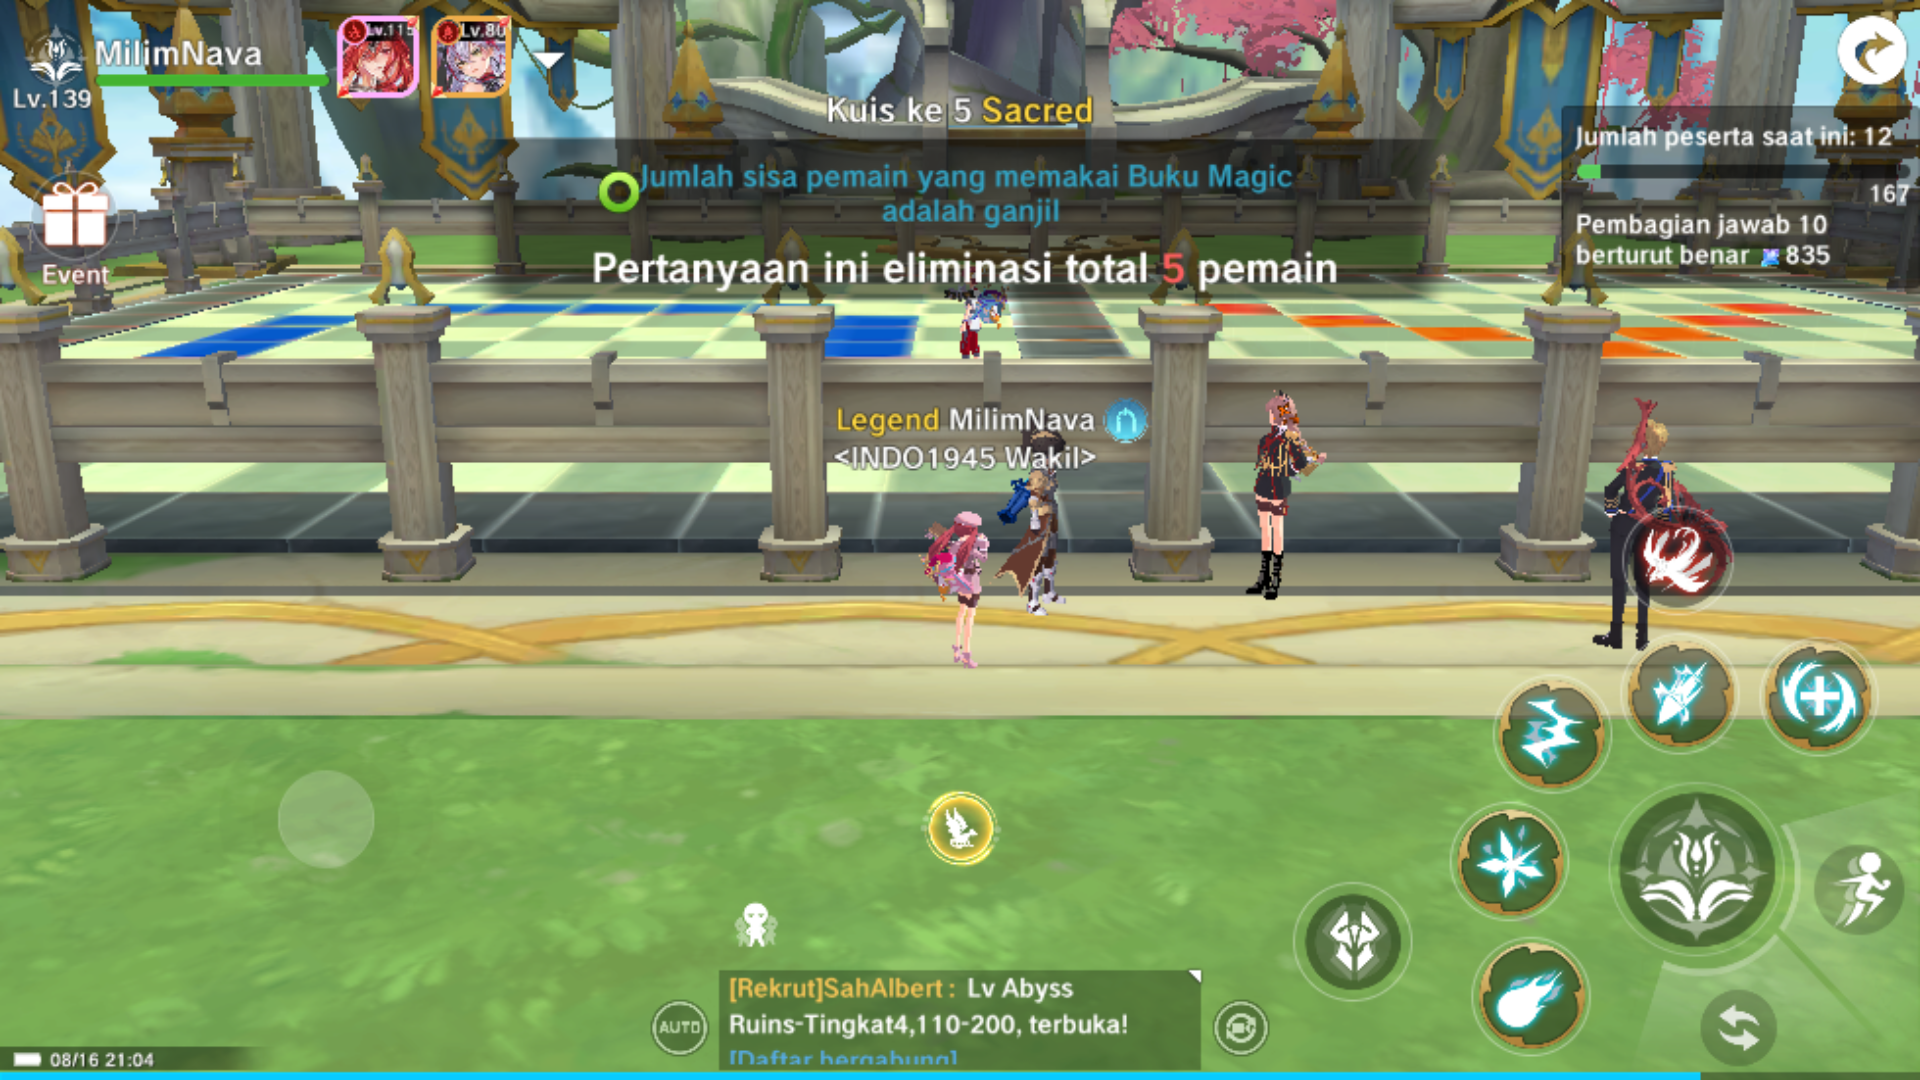 MilimNava
Lv.139
Lv.115
Lv.80
Kuis ke 5 Sacred
Jumlah sisa pemain yang memakai Buku Magic
adalah ganjil
Pertanyaan ini eliminasi total 5 pemain
Jumlah peserta saat ini: 12
167
Pembagian jawab 10
berturut benar 835
Event
Legend MilimNava
<INDO1945 Wakil>
[Rekrut]SahAlbert : Lv Abyss
Ruins-Tingkat4,110-200, terbuka!
[Daftar bergabung]
AUTO
08/16 21:04